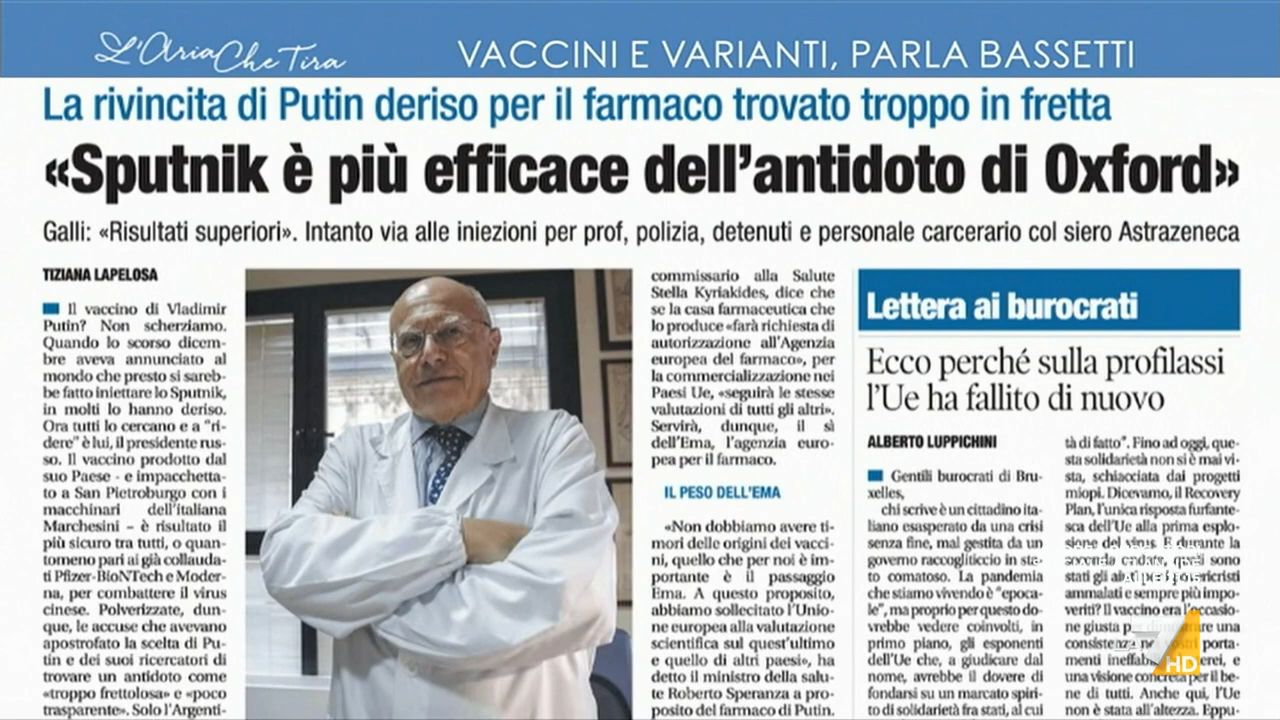 L'Aria Che Tira
VACCINI E VARIANTI, PARLA BASSETTI
La rivincita di Putin deriso per il farmaco trovato troppo in fretta
«Sputnik è più efficace dell'antidoto di Oxford»
Galli: «Risultati superiori». Intanto via alle iniezioni per prof, polizia, detenuti e personale carcerario col siero Astrazeneca
TIZIANA LAPELOSA
Il vaccino di Vladimir
Putin? Non scherziamo.
Quando lo scorso dicem-
bre aveva annunciato al
mondo che presto si sareb-
be fatto iniettare lo Sputnik,
in molti lo hanno deriso.
Ora tutti lo cercano e a "ri-
dere" è lui, il presidente rus-
so. Il vaccino prodotto dal
suo Paese - e impacchetta-
to a San Pietroburgo con i
macchinari dell'italiana
Marchesini - è risultato il
più sicuro tra tutti, o quan-
tomeno pari ai già collauda-
ti Pfizer-BioNTech e Moder-
na, per combattere il virus
cinese. Polverizzate, dun-
que, le accuse che avevano
apostrofato la scelta di Pu-
tin e dei suoi ricercatori di
trovare un antidoto come
«troppo frettolosa» e «poco
trasparente». Solo l'Argenti-
commissario alla Salute
Stella Kyriakides, dice che
se la casa farmaceutica che
lo produce «farà richiesta di
autorizzazione all'Agenzia
europea del farmaco», per
la commercializzazione nei
Paesi Ue, «seguirà le stesse
valutazioni di tutti gli altri».
Servirà, dunque, il sì
dell'Ema, l'agenzia euro-
pea per il farmaco.
IL PESO DELL'EMA
«Non dobbiamo avere ti-
mori delle origini dei vacci-
ni, quello che per noi è im-
portante è il passaggio
Ema. A questo proposito,
abbiamo sollecitato l'Unio-
ne europea alla valutazione
scientifica sul quest'ultimo
e quello di altri paesi», ha
detto il ministro della salu-
te Roberto Speranza a pro-
posito del farmaco di Putin.
Lettera ai burocrati
Ecco perché sulla profilassi
l'Ue ha fallito di nuovo
ALBERTO LUPPICHINI
Gentili burocrati di Bru-
xelles,
chi scrive è un cittadino ita-
liano esasperato da una crisi
senza fine, mal gestita da un
governo raccogliticcio in sta-
to comatoso. La pandemia
che stiamo vivendo è "epoca-
le", ma proprio per questo do-
vrebbe vedere coinvolti, in
primo piano, gli esponenti
dell'Ue che, a giudicare dal
nome, avrebbe il dovere di
fondarsi su un mercato spiri-
to di solidarietà fra stati, al cui
tà di fatto". Fino ad oggi, que-
sta solidarietà non si è mai vi-
sta, schiacciata dai progetti
miopi. Dicevamo, il Recovery
Plan, l'unica risposta furfante-
sca dell'Ue alla prima esplo-
sione del virus. E durante la
seconda sono
stati gli
ammalati e sempre più impo-
veriti? Il vaccino era l'occasio-
ne giusta per dimostrare una
consistenza nei vostri porta-
menti ineffab e
una visione concreta per il be-
ne di tutti. Anche qui, l'Ue
non è stata all'altezza. Eppu-
HD